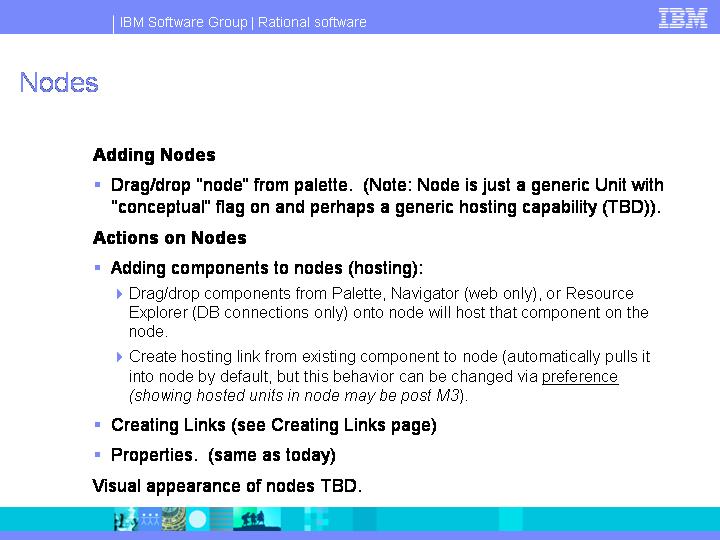 IBM Software Group | Rational software
IBM
Nodes
Adding Nodes
▪ Drag/drop "node" from palette.  (Note: Node is just a generic Unit with
"conceptual" flag on and perhaps a generic hosting capability (TBD)).
Actions on Nodes
▪ Adding components to nodes (hosting):
Drag/drop components from Palette, Navigator (web only), or Resource
Explorer (DB connections only) onto node will host that component on the
node.
Create hosting link from existing component to node (automatically pulls it
into node by default, but this behavior can be changed via preference
(showing hosted units in node may be post M3).
▪ Creating Links (see Creating Links page)
▪ Properties.  (same as today)
Visual appearance of nodes TBD.